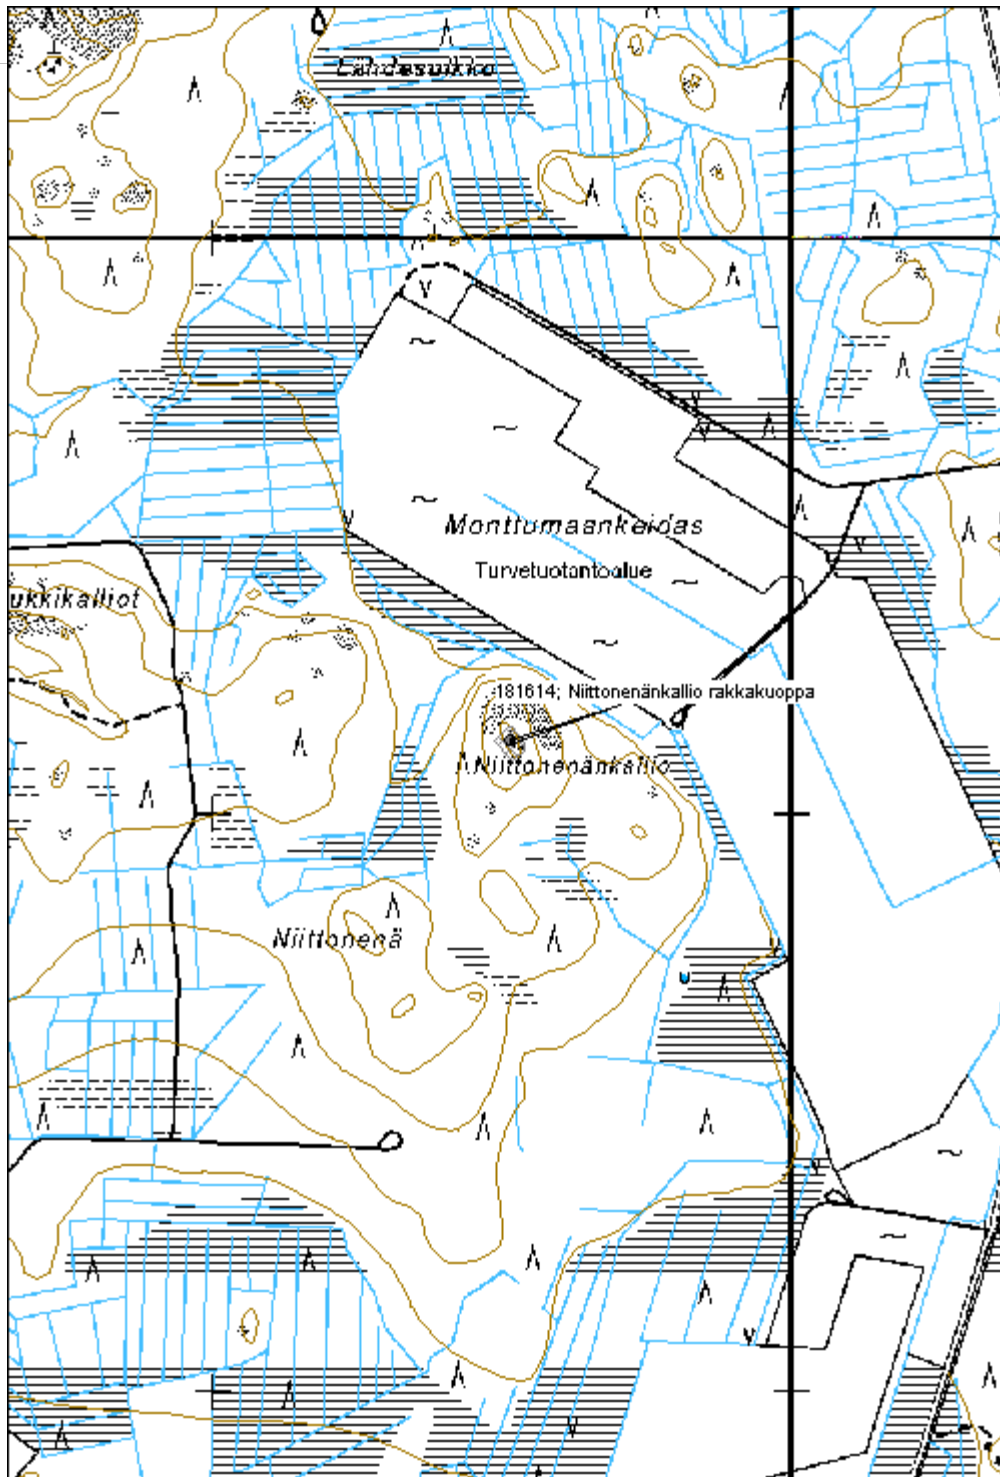 Lähdesuikko
Monttumaankeidas
Turvetuotantoalue
ukkikalliot
181614; Niittonenänkallio rakkakuoppa
Niittonenänkallio
Niittonenä